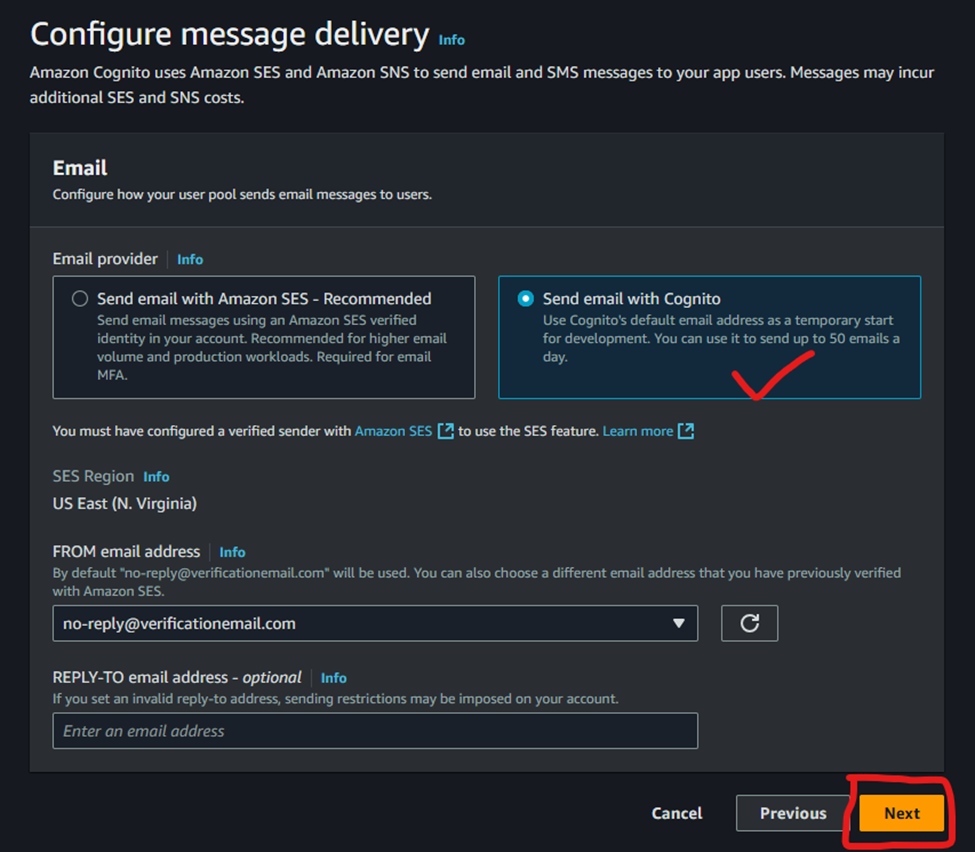 Configure message delivery Info
Amazon Cognito uses Amazon SES and Amazon SNS to send email and SMS messages to your app users. Messages may incur
additional SES and SNS costs.
Email
Configure how your user pool sends email messages to users.
Email provider Info
Send email with Amazon SES - Recommended
Send email messages using an Amazon SES verified
identity in your account. Recommended for higher email
volume and production workloads. Required for email
MFA.
Send email with Cognito
Use Cognito's default email address as a temporary start
for development. You can use it to send up to 50 emails a
day.
You must have configured a verified sender with Amazon SES to use the SES feature. Learn more
SES Region Info
US East (N. Virginia)
FROM email address Info
By default "no-reply@verificationemail.com" will be used. You can also choose a different email address that you have previously verified
with Amazon SES.
no-reply@verificationemail.com
REPLY-TO email address - optional Info
If you set an invalid reply-to address, sending restrictions may be imposed on your account.
Enter an email address
Cancel Previous Next